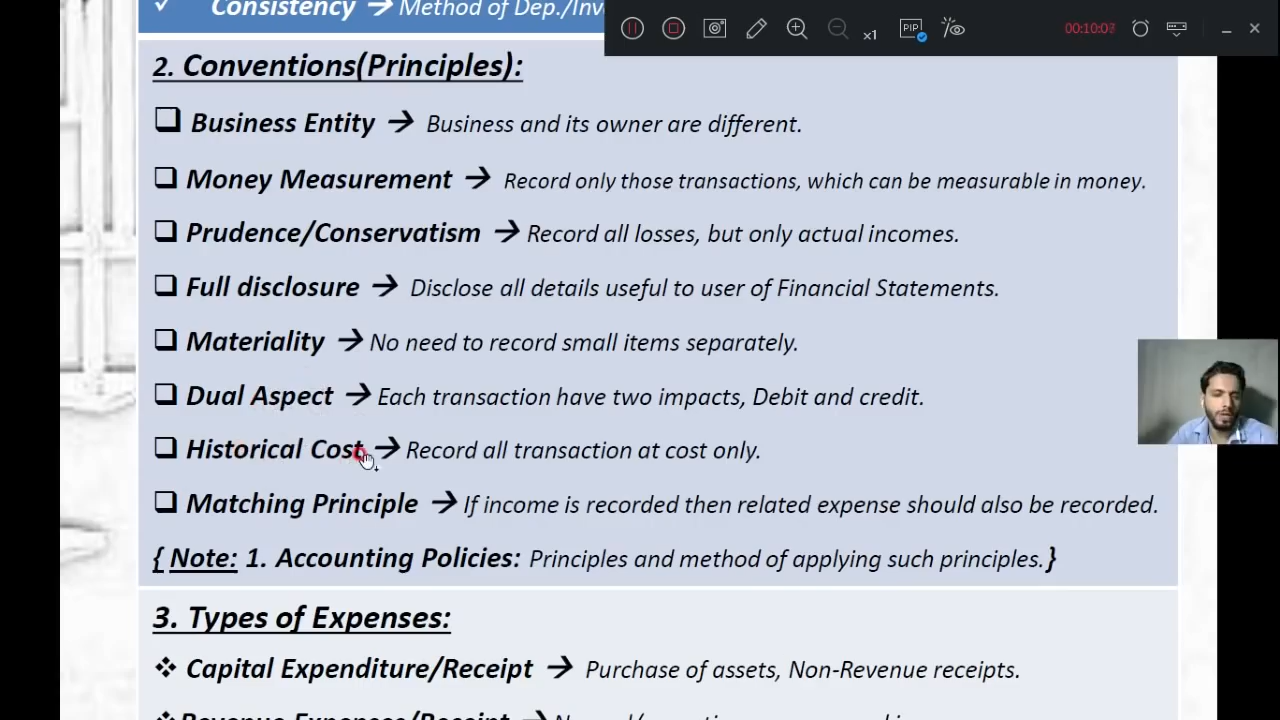 Consistency → Method of Dep./Inv
x1
PIP
00:10:07
2. Conventions(Principles):
❑ Business Entity → Business and its owner are different.
❑ Money Measurement → Record only those transactions, which can be measurable in money.
❑ Prudence/Conservatism → Record all losses, but only actual incomes.
❑ Full disclosure → Disclose all details useful to user of Financial Statements.
❑ Materiality → No need to record small items separately.
❑ Dual Aspect → Each transaction have two impacts, Debit and credit.
❑ Historical Cost → Record all transaction at cost only.
❑ Matching Principle → If income is recorded then related expense should also be recorded.
{ Note: 1. Accounting Policies: Principles and method of applying such principles.}
3. Types of Expenses:
❖ Capital Expenditure/Receipt → Purchase of assets, Non-Revenue receipts.
❖ Revenue Expenses/Receipt →